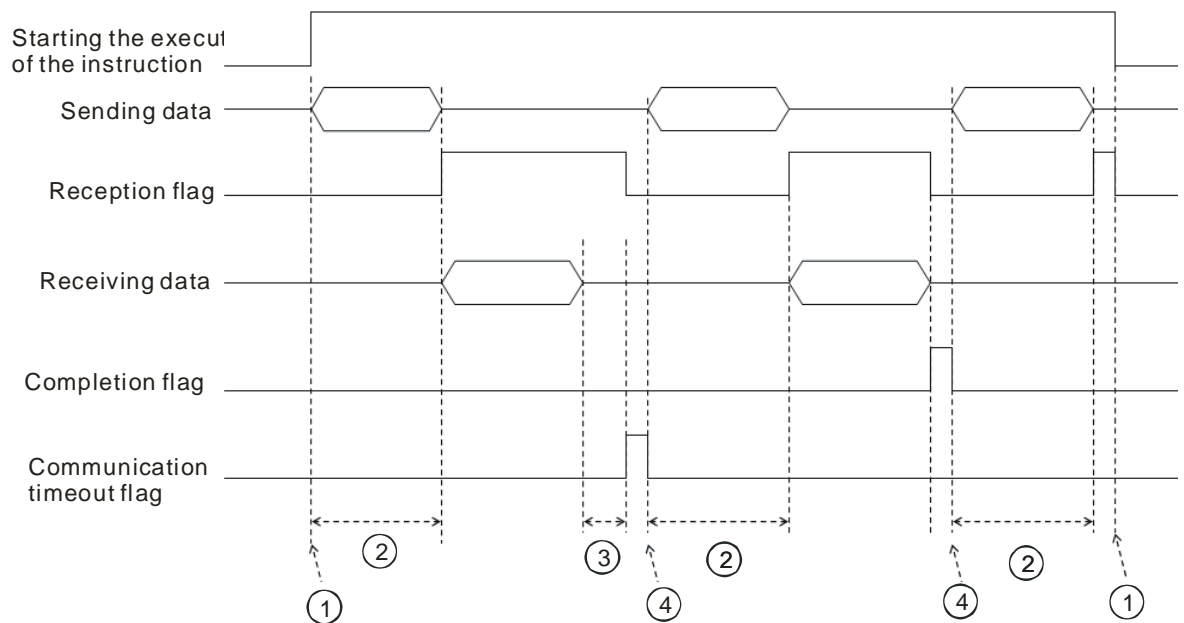 Starting the execut
of the instruction
Sending data
Reception flag
Receiving data
Completion flag
Communication
timeout flag
2 3 2 2
1 4 4 1